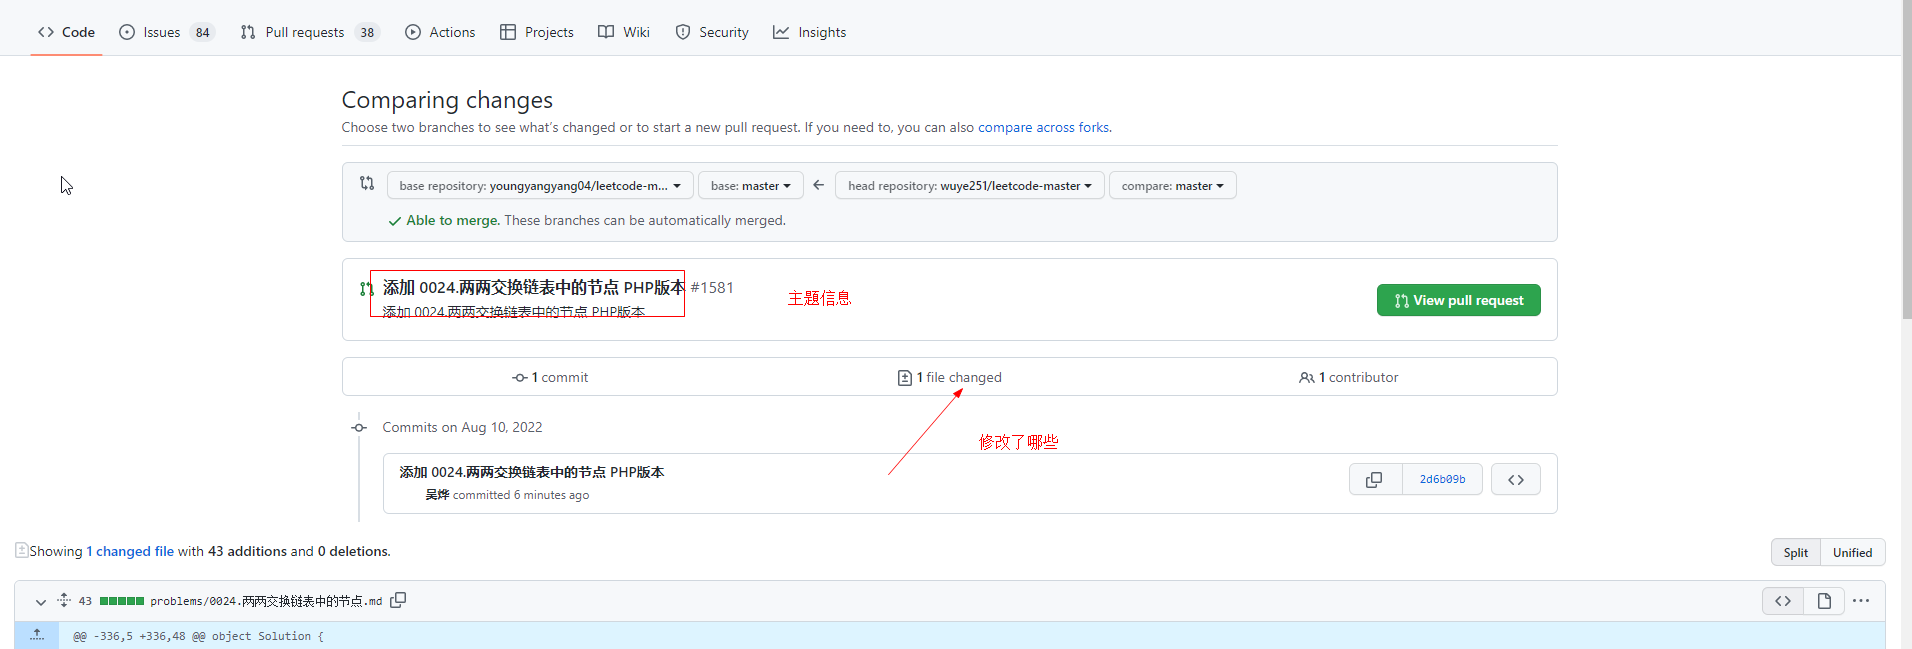 Code Issues 84 Pull requests 38 Actions Projects Wiki Security Insights
Comparing changes
Choose two branches to see what's changed or to start a new pull request. If you need to, you can also compare across forks.
base repository: youngyangyang04/leetcode-m... base: master head repository: wuye251/leetcode-master compare: master
Able to merge. These branches can be automatically merged.
添加 0024.两两交换链表中的节点 PHP版本 #1581
主题信息
View pull request
添加 0024.两两交换链表中的节点 PHP版本
1 commit 1 file changed 1 contributor
Commits on Aug 10, 2022
修改了哪些
添加 0024.两两交换链表中的节点 PHP版本
2d6b09b
吴烨 committed 6 minutes ago
Showing 1 changed file with 43 additions and 0 deletions.
Split Unified
43 problems/0024.两两交换链表中的节点.md
@@ -336,5 +336,48 @@ object Solution {